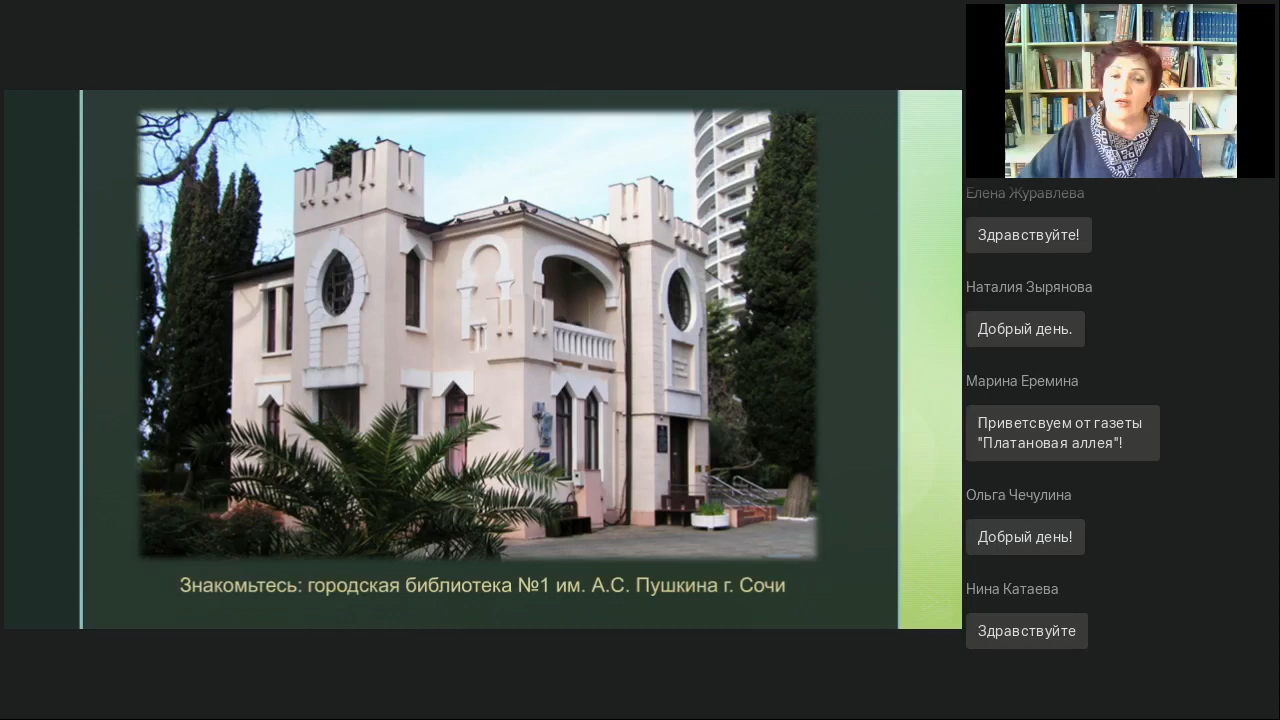 Знакомьтесь: городская библиотека №1 им. А.С. Пушкина г. Сочи
Елена Журавлева
Здравствуйте!
Наталия Зырянова
Добрый день.
Марина Еремина
Приветсвуем от газеты
"Платановая аллея"!
Ольга Чечулина
Добрый день!
Нина Катаева
Здравствуйте